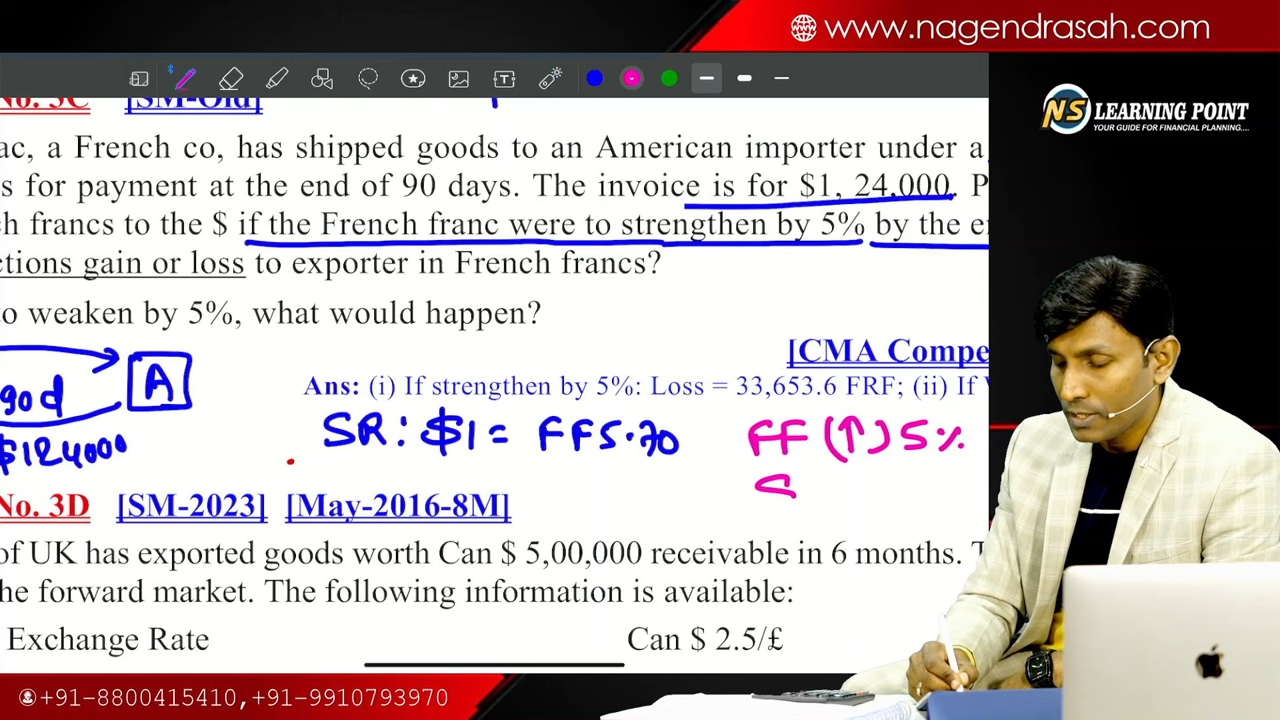 www.nagendrasah.com
NS LEARNING POINT
YOUR GUIDE FOR FINANCIAL PLANNING....
No. 3C [SM-Old]
ac, a French co, has shipped goods to an American importer under a
s for payment at the end of 90 days. The invoice is for $1, 24,000. P
ch francs to the $ if the French franc were to strengthen by 5% by the en
ctions gain or loss to exporter in French francs?
to weaken by 5%, what would happen?
[CMA Compe
90d A
Ans: (i) If strengthen by 5%: Loss = 33,653.6 FRF; (ii) If W
$124000
SR: $1 = FF5.70 FF (↑) 5%
No. 3D [SM-2023] [May-2016-8M]
of UK has exported goods worth Can $ 5,00,000 receivable in 6 months. T
he forward market. The following information is available:
Exchange Rate Can $ 2.5/£
+91-8800415410,+91-9910793970